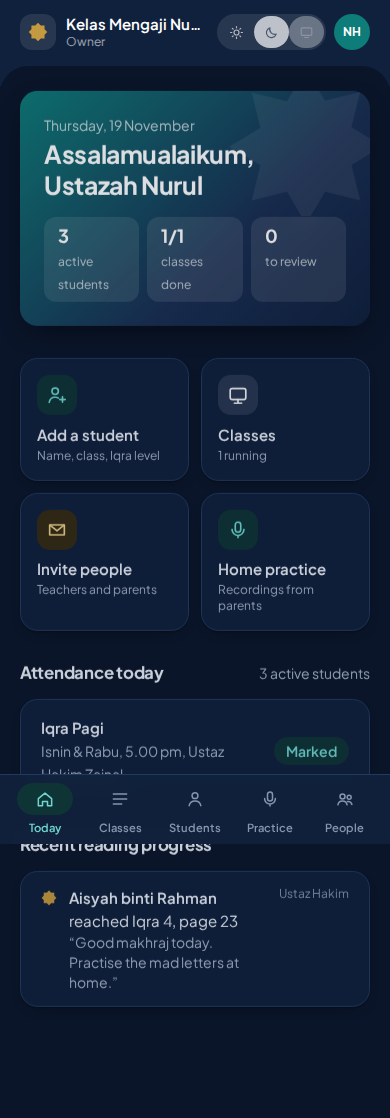 Kelas Mengaji Nu...
Owner
NH
Thursday, 19 November
Assalamualaikum,
Ustazah Nurul
3
active
students
1/1
classes
done
0
to review
Add a student
Name, class, Iqra level
Classes
1 running
Invite people
Teachers and parents
Home practice
Recordings from
parents
Attendance today
3 active students
Iqra Pagi
Isnin & Rabu, 5.00 pm, Ustaz
Hakim Zainal
Marked
Today
Classes
Students
Practice
People
Recent reading progress
Aisyah binti Rahman
Ustaz Hakim
reached Iqra 4, page 23
“Good makhraj today.
Practise the mad letters at
home.”